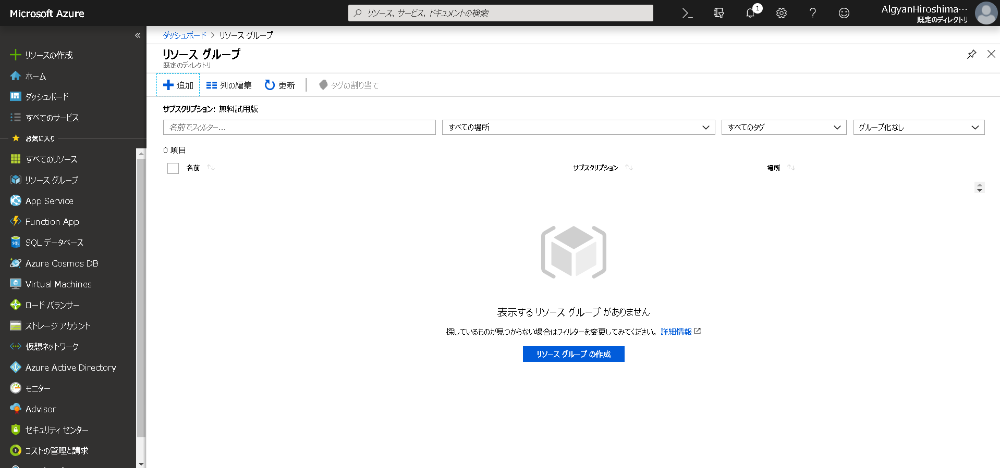 Microsoft Azure
リソース、サービス、ドキュメントの検索
1
AlgyanHiroshima…
既定のディレクトリ
リソースの作成
ホーム
ダッシュボード
すべてのサービス
お気に入り
すべてのリソース
リソース グループ
App Service
Function App
SQL データベース
Azure Cosmos DB
Virtual Machines
ロード バランサー
ストレージ アカウント
仮想ネットワーク
Azure Active Directory
モニター
Advisor
セキュリティ センター
コストの管理と請求
ダッシュボード > リソース グループ
リソース グループ
既定のディレクトリ
追加 列の編集 更新 タグの割り当て
サブスクリプション: 無料試用版
名前でフィルター... すべての場所 すべてのタグ グループ化なし
0 項目
名前 サブスクリプション 場所
表示する リソース グループ がありません
探しているものが見つからない場合はフィルターを変更してみてください。 詳細情報
リソース グループ の作成